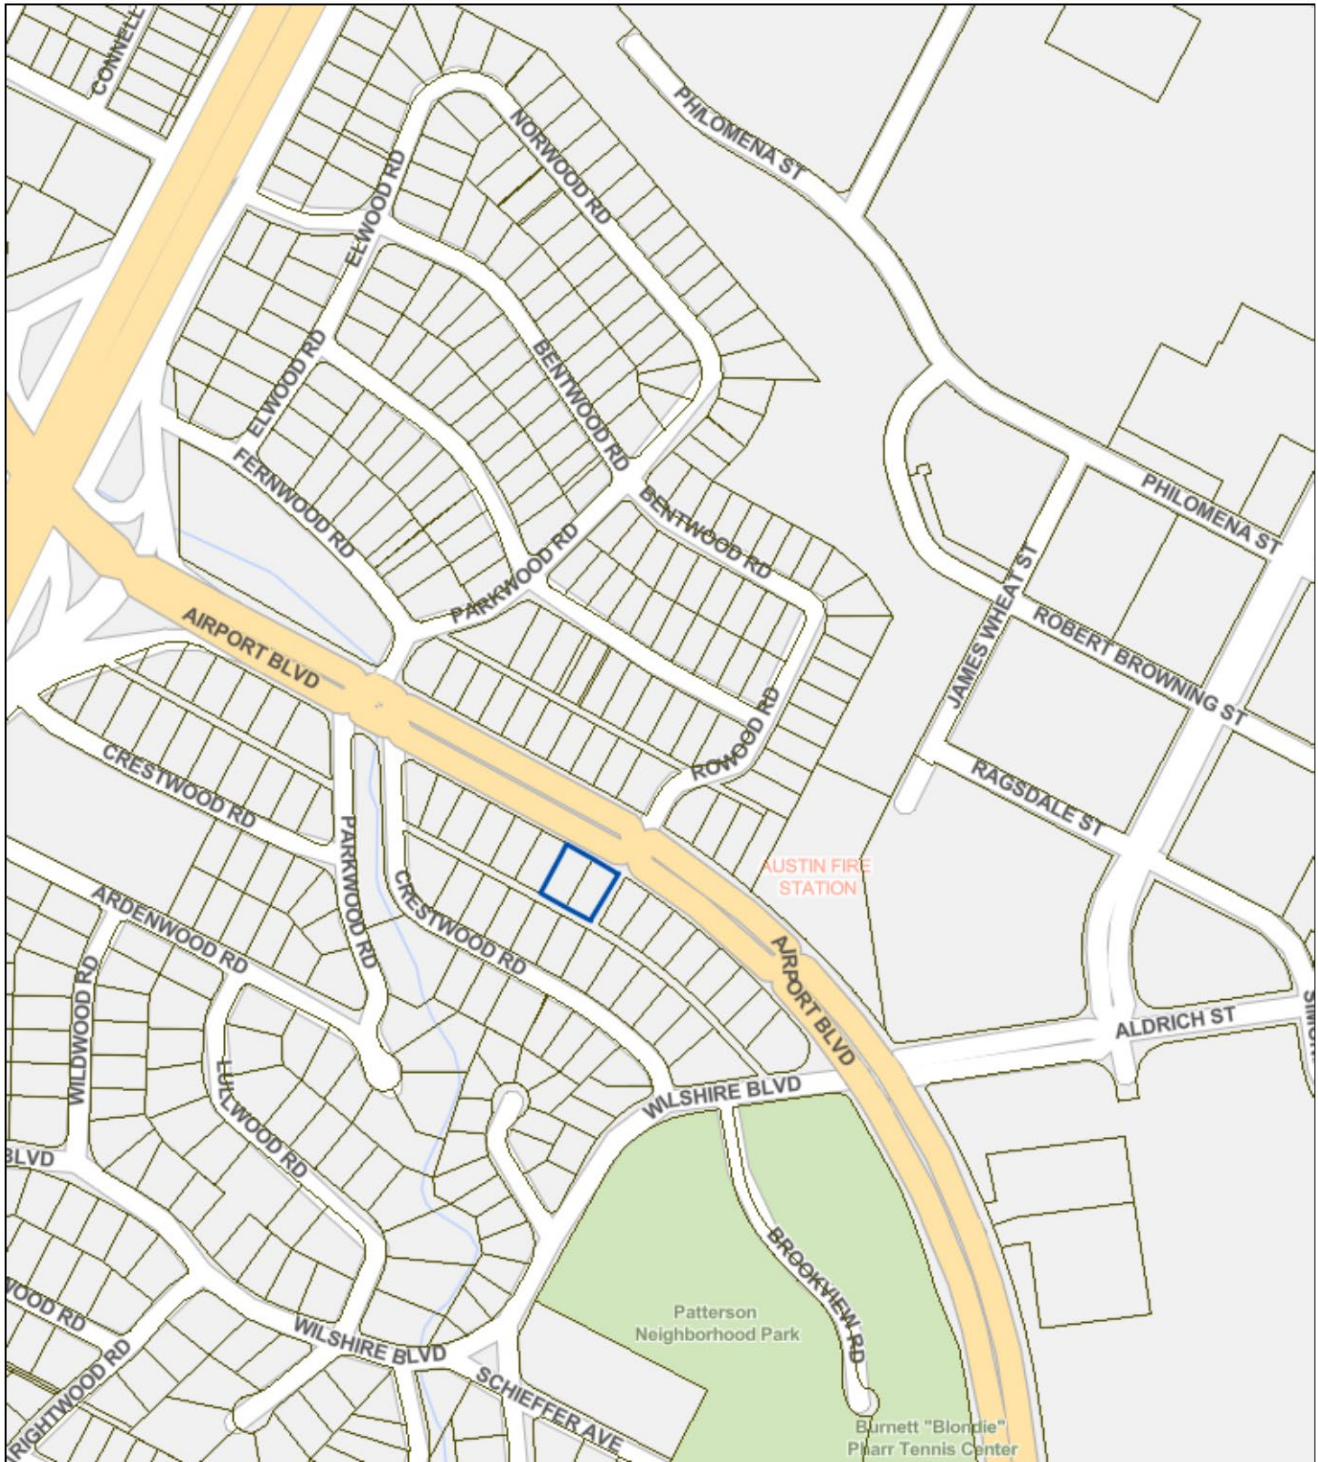 CONNELL
PHILOMENA ST
NORWOOD RD
ELWOOD RD
ELWOOD RD
BENTWOOD RD
FERNWOOD RD
BENTWOOD RD
PHILOMENA ST
PARKWOOD RD
JAMES WHEAT ST
AIRPORT BLVD
ROBERT BROWNING ST
CRESTWOOD RD
ROWOOD RD
RAGSDALE ST
PARKWOOD RD
AUSTIN FIRE
STATION
CRESTWOOD RD
ARDENWOOD RD
AIRPORT BLVD
WILDWOOD RD
ALDRICH ST
LULLWOOD RD
WILSHIRE BLVD
BLVD
BROOKVIEW RD
Patterson
Neighborhood Park
WOOD RD
WILSHIRE BLVD
RIGHTWOOD RD
SCHIEFFER AVE
Burnett "Blondie"
Pharr Tennis Center